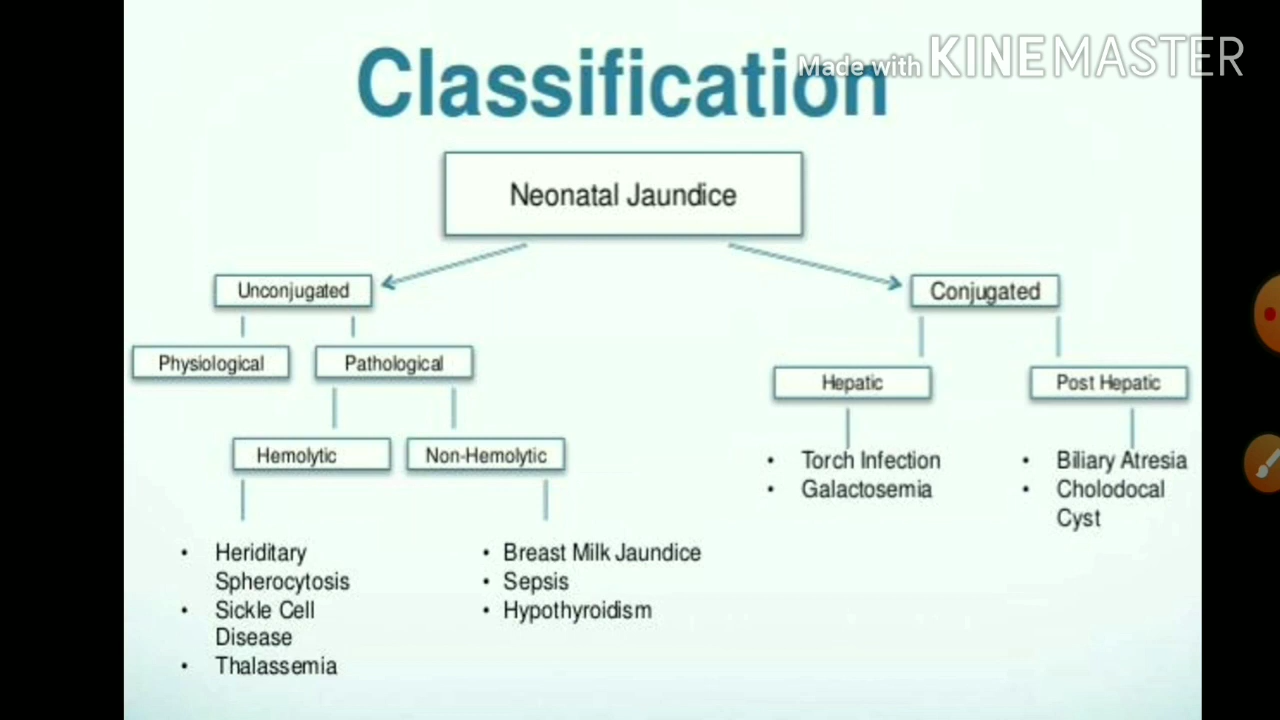 Classification
Made with KINEMASTER
Neonatal Jaundice
Unconjugated
Conjugated
Physiological
Pathological
Hepatic
Post Hepatic
Hemolytic
Non-Hemolytic
• Torch Infection
• Galactosemia
• Biliary Atresia
• Cholodocal
Cyst
• Heriditary
Spherocytosis
• Sickle Cell
Disease
• Thalassemia
• Breast Milk Jaundice
• Sepsis
• Hypothyroidism